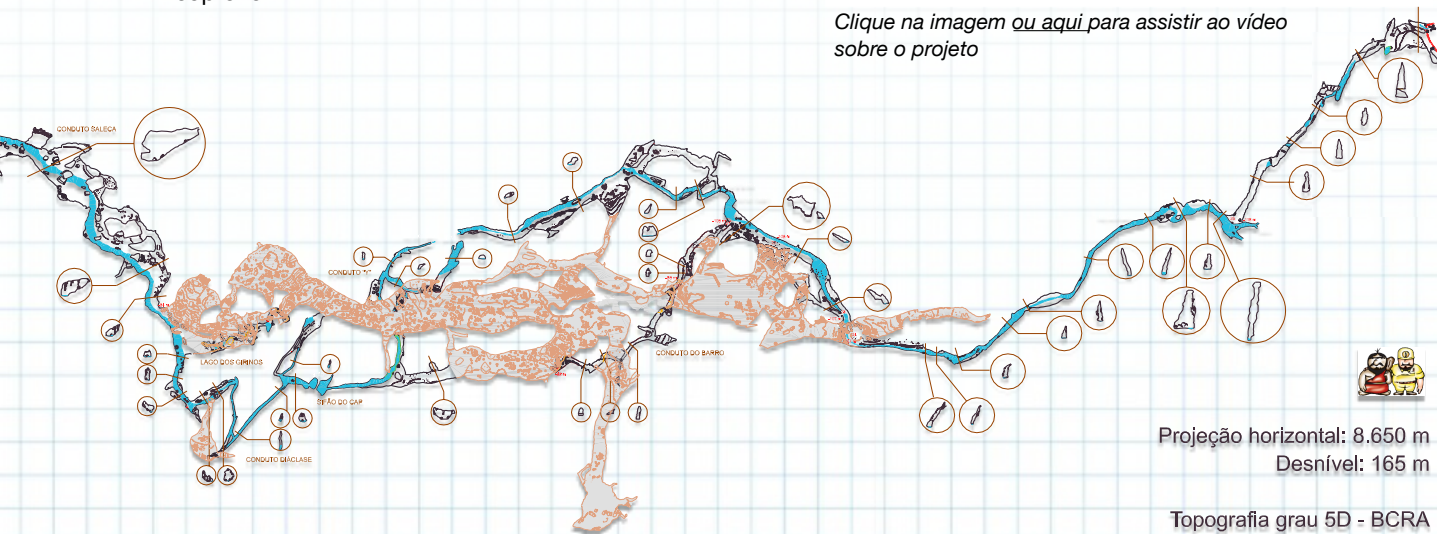 Clique na imagem ou aqui para assistir ao vídeo
sobre o projeto
CONDUTO SALECA
CONDUTO "Y"
LAGO DOS GIRINOS
CONDUTO DO BARRO
SIFÃO DO CAP
CONDUTO DIÁCLASE
Projeção horizontal: 8.650 m
Desnível: 165 m
Topografia grau 5D - BCRA